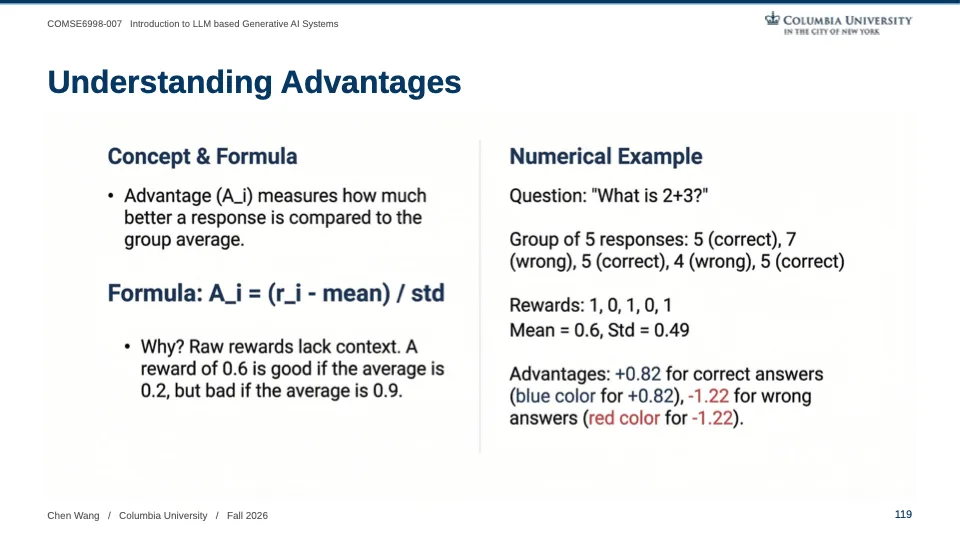 COMSE6998-007 Introduction to LLM based Generative AI Systems
COLUMBIA UNIVERSITY
IN THE CITY OF NEW YORK
Understanding Advantages
Concept & Formula
• Advantage (A_i) measures how much
better a response is compared to the
group average.
Formula: A_i = (r_i - mean) / std
• Why? Raw rewards lack context. A
reward of 0.6 is good if the average is
0.2, but bad if the average is 0.9.
Numerical Example
Question: "What is 2+3?"
Group of 5 responses: 5 (correct), 7
(wrong), 5 (correct), 4 (wrong), 5 (correct)
Rewards: 1, 0, 1, 0, 1
Mean = 0.6, Std = 0.49
Advantages: +0.82 for correct answers
(blue color for +0.82), -1.22 for wrong
answers (red color for -1.22).
Chen Wang / Columbia University / Fall 2026
119